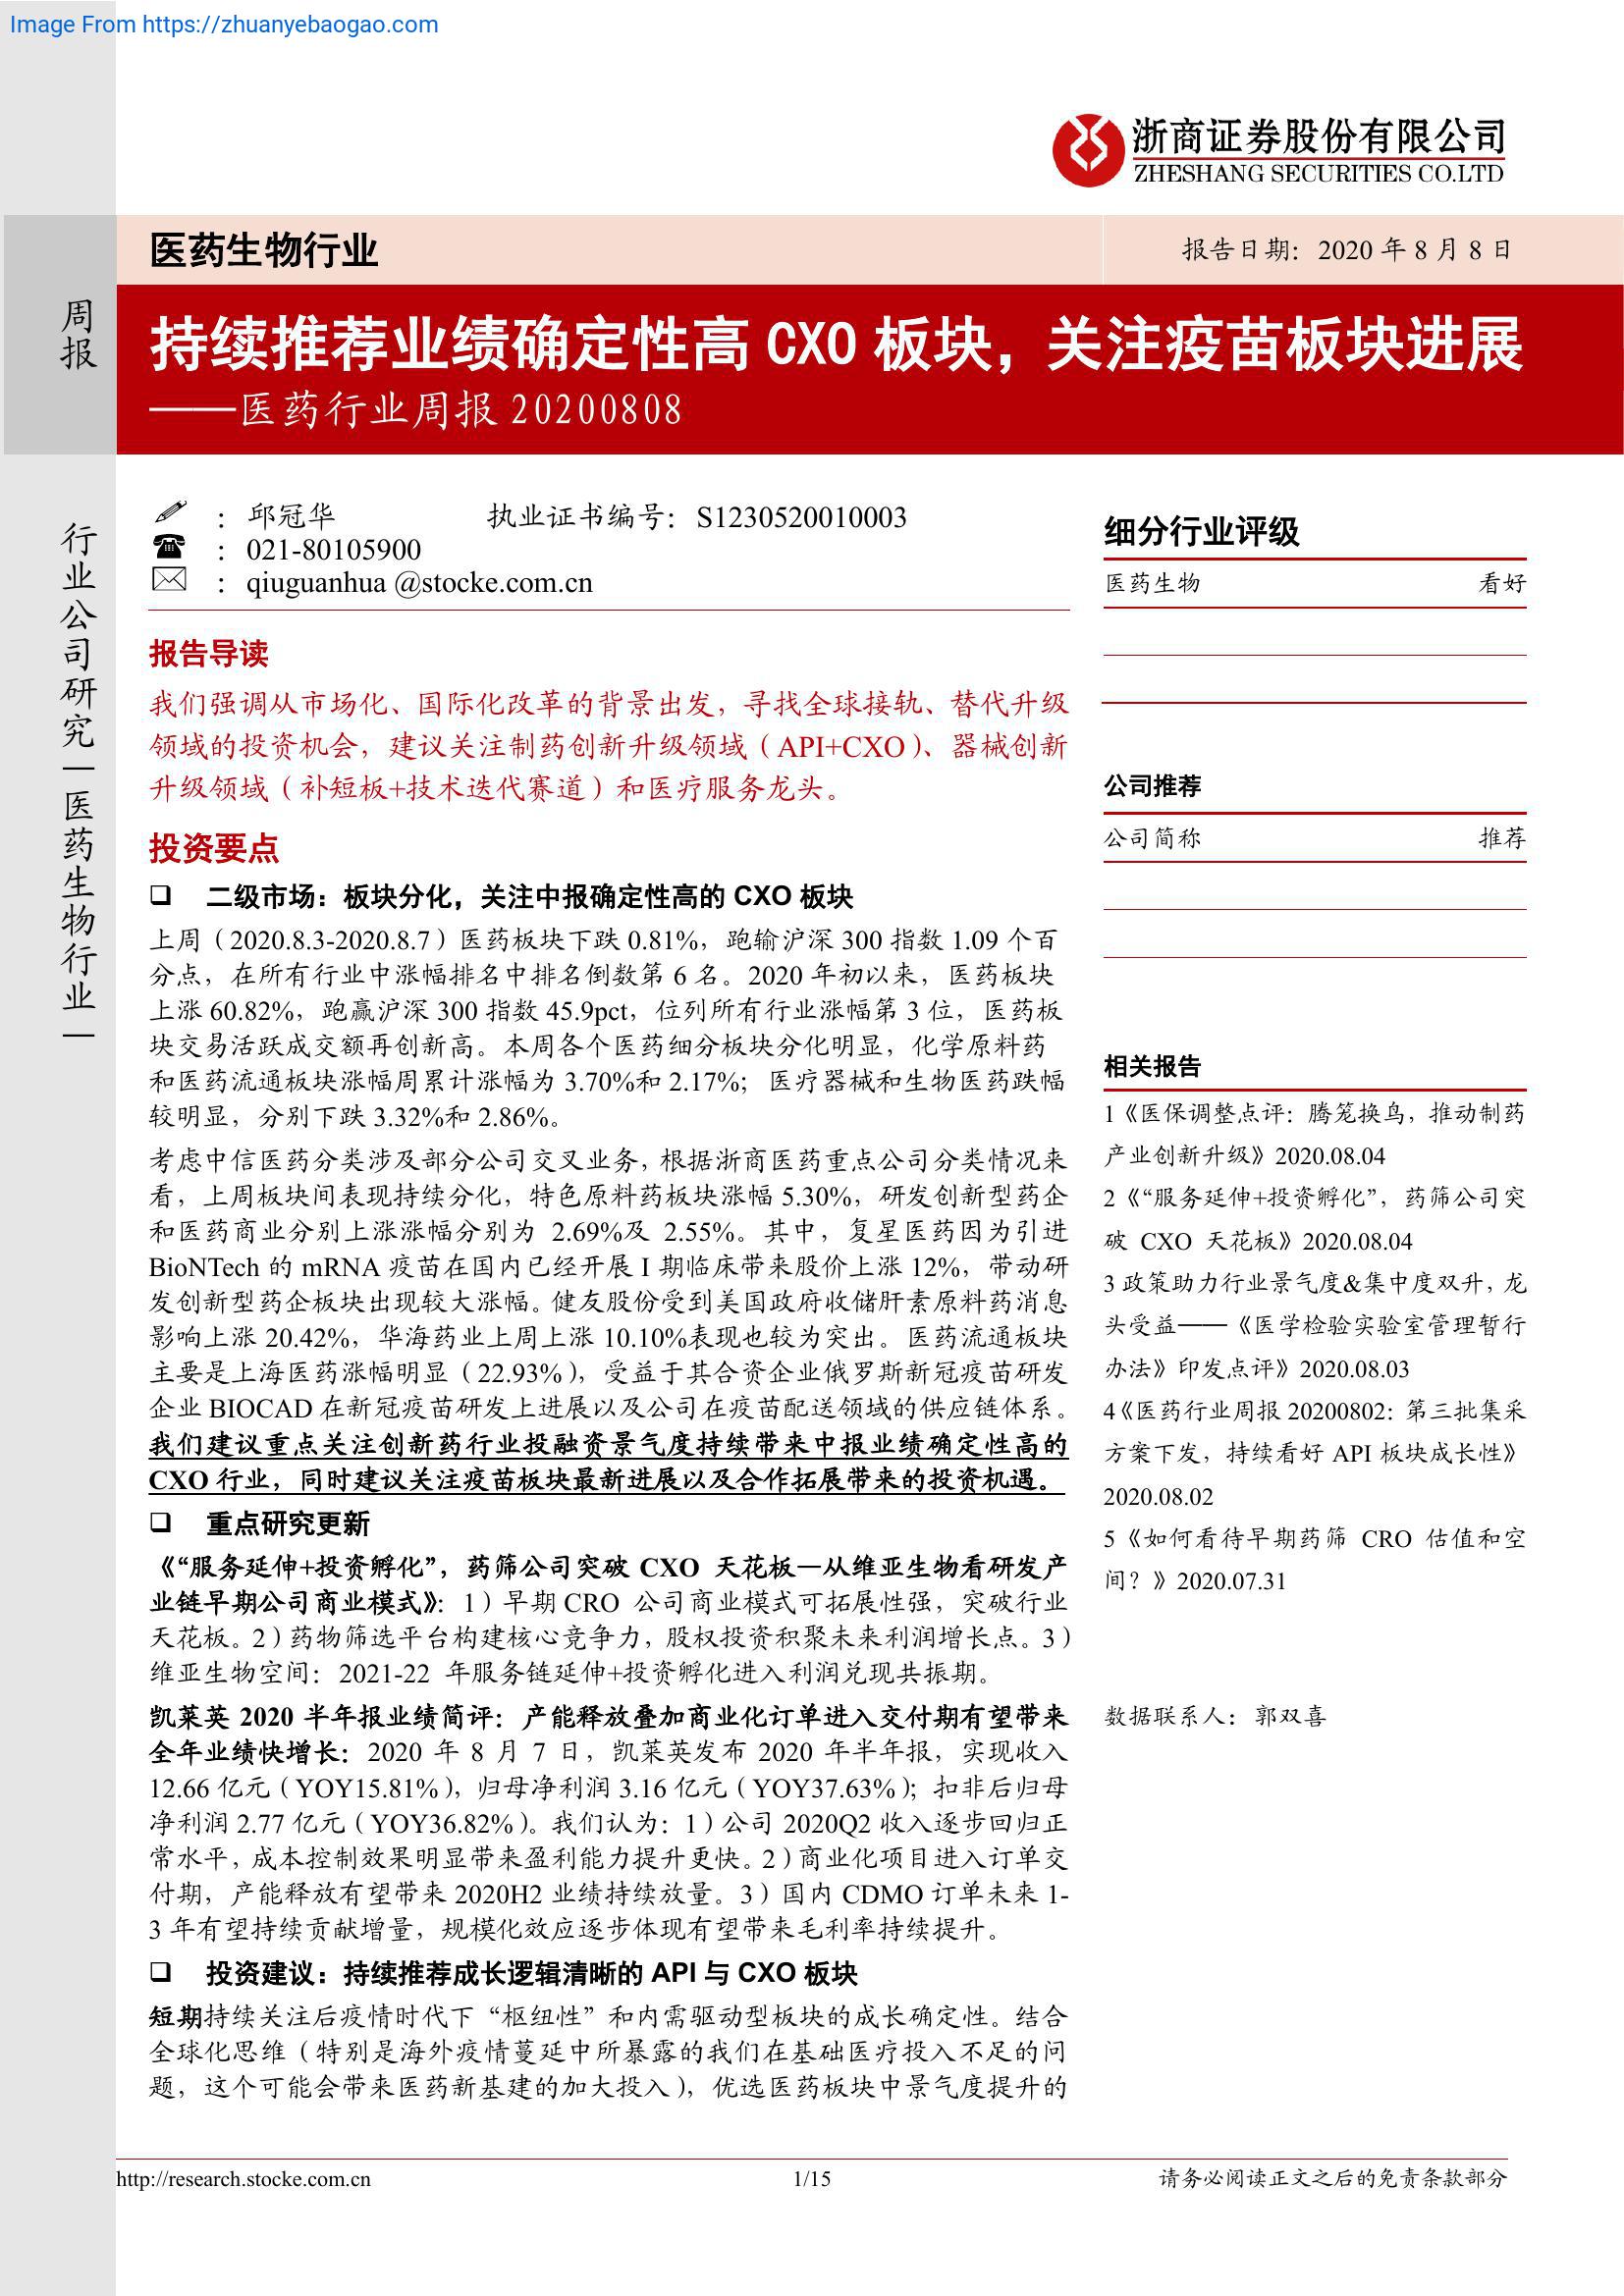 Image From https://zhuanyebaogao.com
浙商证券股份有限公司
ZHESHANG SECURITIES CO.LTD
医药生物行业
报告日期：2020 年 8 月 8 日
周报
持续推荐业绩确定性高 CXO 板块，关注疫苗板块进展
——医药行业周报 20200808
行业公司研究｜医药生物行业｜
：邱冠华 执业证书编号：S1230520010003
：021-80105900
：qiuguanhua @stocke.com.cn
报告导读
我们强调从市场化、国际化改革的背景出发，寻找全球接轨、替代升级
领域的投资机会，建议关注制药创新升级领域（API+CXO）、器械创新
升级领域（补短板+技术迭代赛道）和医疗服务龙头。
投资要点
❑ 二级市场：板块分化，关注中报确定性高的 CXO 板块
上周（2020.8.3-2020.8.7）医药板块下跌 0.81%，跑输沪深 300 指数 1.09 个百
分点，在所有行业中涨幅排名中排名倒数第 6 名。2020 年初以来，医药板块
上涨 60.82%，跑赢沪深 300 指数 45.9pct，位列所有行业涨幅第 3 位，医药板
块交易活跃成交额再创新高。本周各个医药细分板块分化明显，化学原料药
和医药流通板块涨幅周累计涨幅为 3.70%和 2.17%；医疗器械和生物医药跌幅
较明显，分别下跌 3.32%和 2.86%。
考虑中信医药分类涉及部分公司交叉业务，根据浙商医药重点公司分类情况来
看，上周板块间表现持续分化，特色原料药板块涨幅 5.30%，研发创新型药企
和医药商业分别上涨涨幅分别为 2.69%及 2.55%。其中，复星医药因为引进
BioNTech 的 mRNA 疫苗在国内已经开展 I 期临床带来股价上涨 12%，带动研
发创新型药企板块出现较大涨幅。健友股份受到美国政府收储肝素原料药消息
影响上涨 20.42%，华海药业上周上涨 10.10%表现也较为突出。医药流通板块
主要是上海医药涨幅明显（22.93%），受益于其合资企业俄罗斯新冠疫苗研发
企业 BIOCAD 在新冠疫苗研发上进展以及公司在疫苗配送领域的供应链体系。
我们建议重点关注创新药行业投融资景气度持续带来中报业绩确定性高的
CXO 行业，同时建议关注疫苗板块最新进展以及合作拓展带来的投资机遇。
❑ 重点研究更新
《“服务延伸+投资孵化”，药筛公司突破 CXO 天花板—从维亚生物看研发产
业链早期公司商业模式》：1）早期 CRO 公司商业模式可拓展性强，突破行业
天花板。2）药物筛选平台构建核心竞争力，股权投资积聚未来利润增长点。3）
维亚生物空间：2021-22 年服务链延伸+投资孵化进入利润兑现共振期。
凯莱英 2020 半年报业绩简评：产能释放叠加商业化订单进入交付期有望带来
全年业绩快增长：2020 年 8 月 7 日，凯莱英发布 2020 年半年报，实现收入
12.66 亿元（YOY15.81%），归母净利润 3.16 亿元（YOY37.63%）；扣非后归母
净利润 2.77 亿元（YOY36.82%）。我们认为：1）公司 2020Q2 收入逐步回归正
常水平，成本控制效果明显带来盈利能力提升更快。2）商业化项目进入订单交
付期，产能释放有望带来 2020H2 业绩持续放量。3）国内 CDMO 订单未来 1-
3 年有望持续贡献增量，规模化效应逐步体现有望带来毛利率持续提升。
❑ 投资建议：持续推荐成长逻辑清晰的 API 与 CXO 板块
短期持续关注后疫情时代下“枢纽性”和内需驱动型板块的成长确定性。结合
全球化思维（特别是海外疫情蔓延中所暴露的我们在基础医疗投入不足的问
题，这个可能会带来医药新基建的加大投入），优选医药板块中景气度提升的
细分行业评级
医药生物 看好
公司推荐
公司简称 推荐
相关报告
1《医保调整点评：腾笼换鸟，推动制药
产业创新升级》2020.08.04
2《“服务延伸+投资孵化”，药筛公司突
破 CXO 天花板》2020.08.04
3 政策助力行业景气度&集中度双升，龙
头受益——《医学检验实验室管理暂行
办法》印发点评》2020.08.03
4《医药行业周报 20200802：第三批集采
方案下发，持续看好 API 板块成长性》
2020.08.02
5《如何看待早期药筛 CRO 估值和空
间？》2020.07.31
数据联系人：郭双喜
http://research.stocke.com.cn
1/15
请务必阅读正文之后的免责条款部分